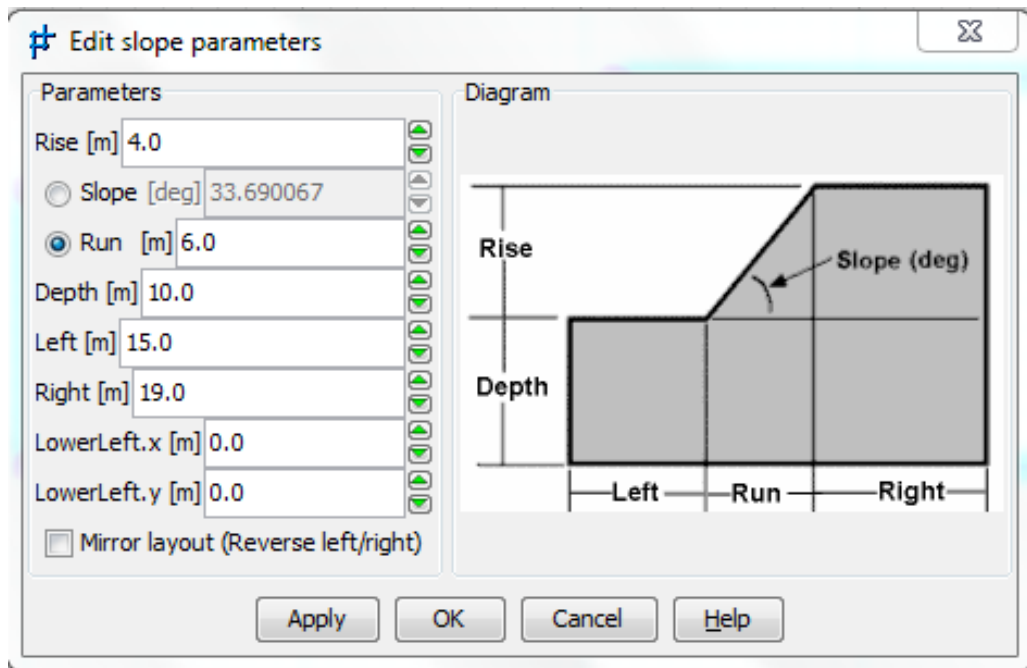 Edit slope parameters
Parameters
Rise [m] 4.0
Slope [deg] 33.690067
Run [m] 6.0
Depth [m] 10.0
Left [m] 15.0
Right [m] 19.0
LowerLeft.x [m] 0.0
LowerLeft.y [m] 0.0
Mirror layout (Reverse left/right)
Diagram
Rise
Slope (deg)
Depth
Left Run Right
Apply OK Cancel Help